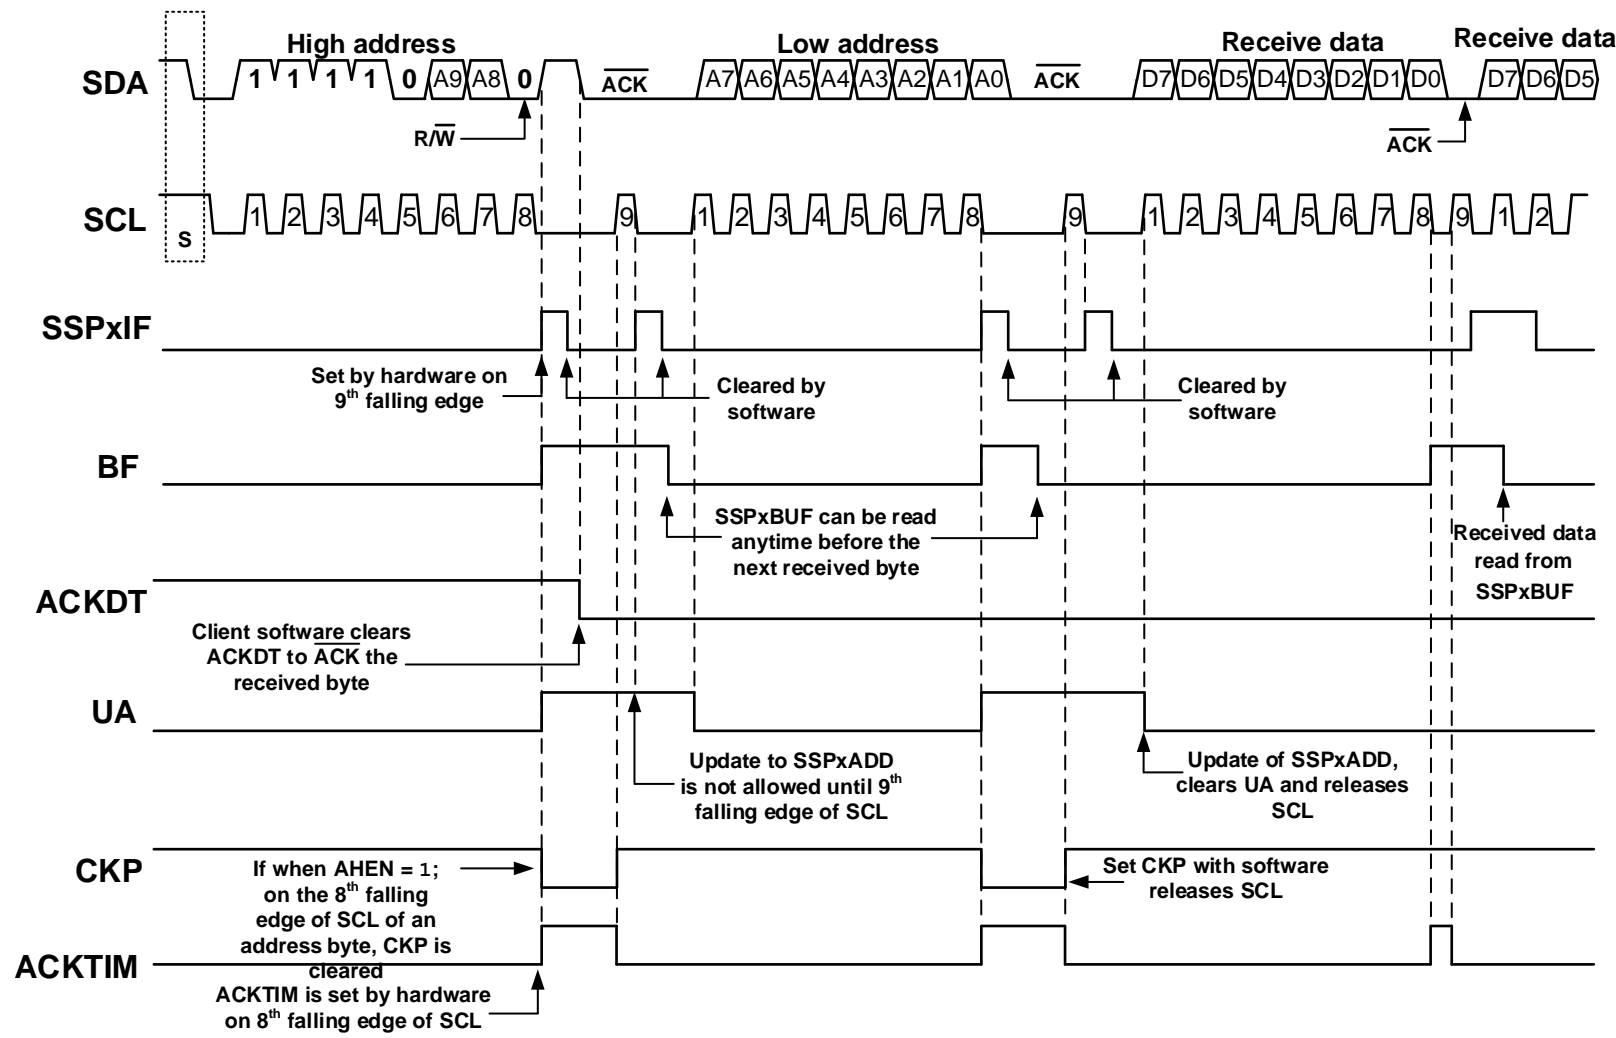 High address
Low address
Receive data
Receive data
SDA
1 1 1 1 0 A9 A8 0
ACK
A7 A6 A5 A4 A3 A2 A1 A0
ACK
D7 D6 D5 D4 D3 D2 D1 D0
D7 D6 D5
R/W
ACK
SCL
S
1 2 3 4 5 6 7 8 9
1 2 3 4 5 6 7 8 9
1 2 3 4 5 6 7 8 9
1 2
SSPxIF
Set by hardware on
9th falling edge
Cleared by
software
Cleared by
software
BF
SSPxBUF can be read
anytime before the
next received byte
Received data
read from
SSPxBUF
ACKDT
Client software clears
ACKDT to ACK the
received byte
UA
Update to SSPxADD
is not allowed until 9th
falling edge of SCL
Update of SSPxADD,
clears UA and releases
SCL
CKP
If when AHEN = 1;
on the 8th falling
edge of SCL of an
address byte, CKP is
cleared
Set CKP with software
releases SCL
ACKTIM
ACKTIM is set by hardware
on 8th falling edge of SCL